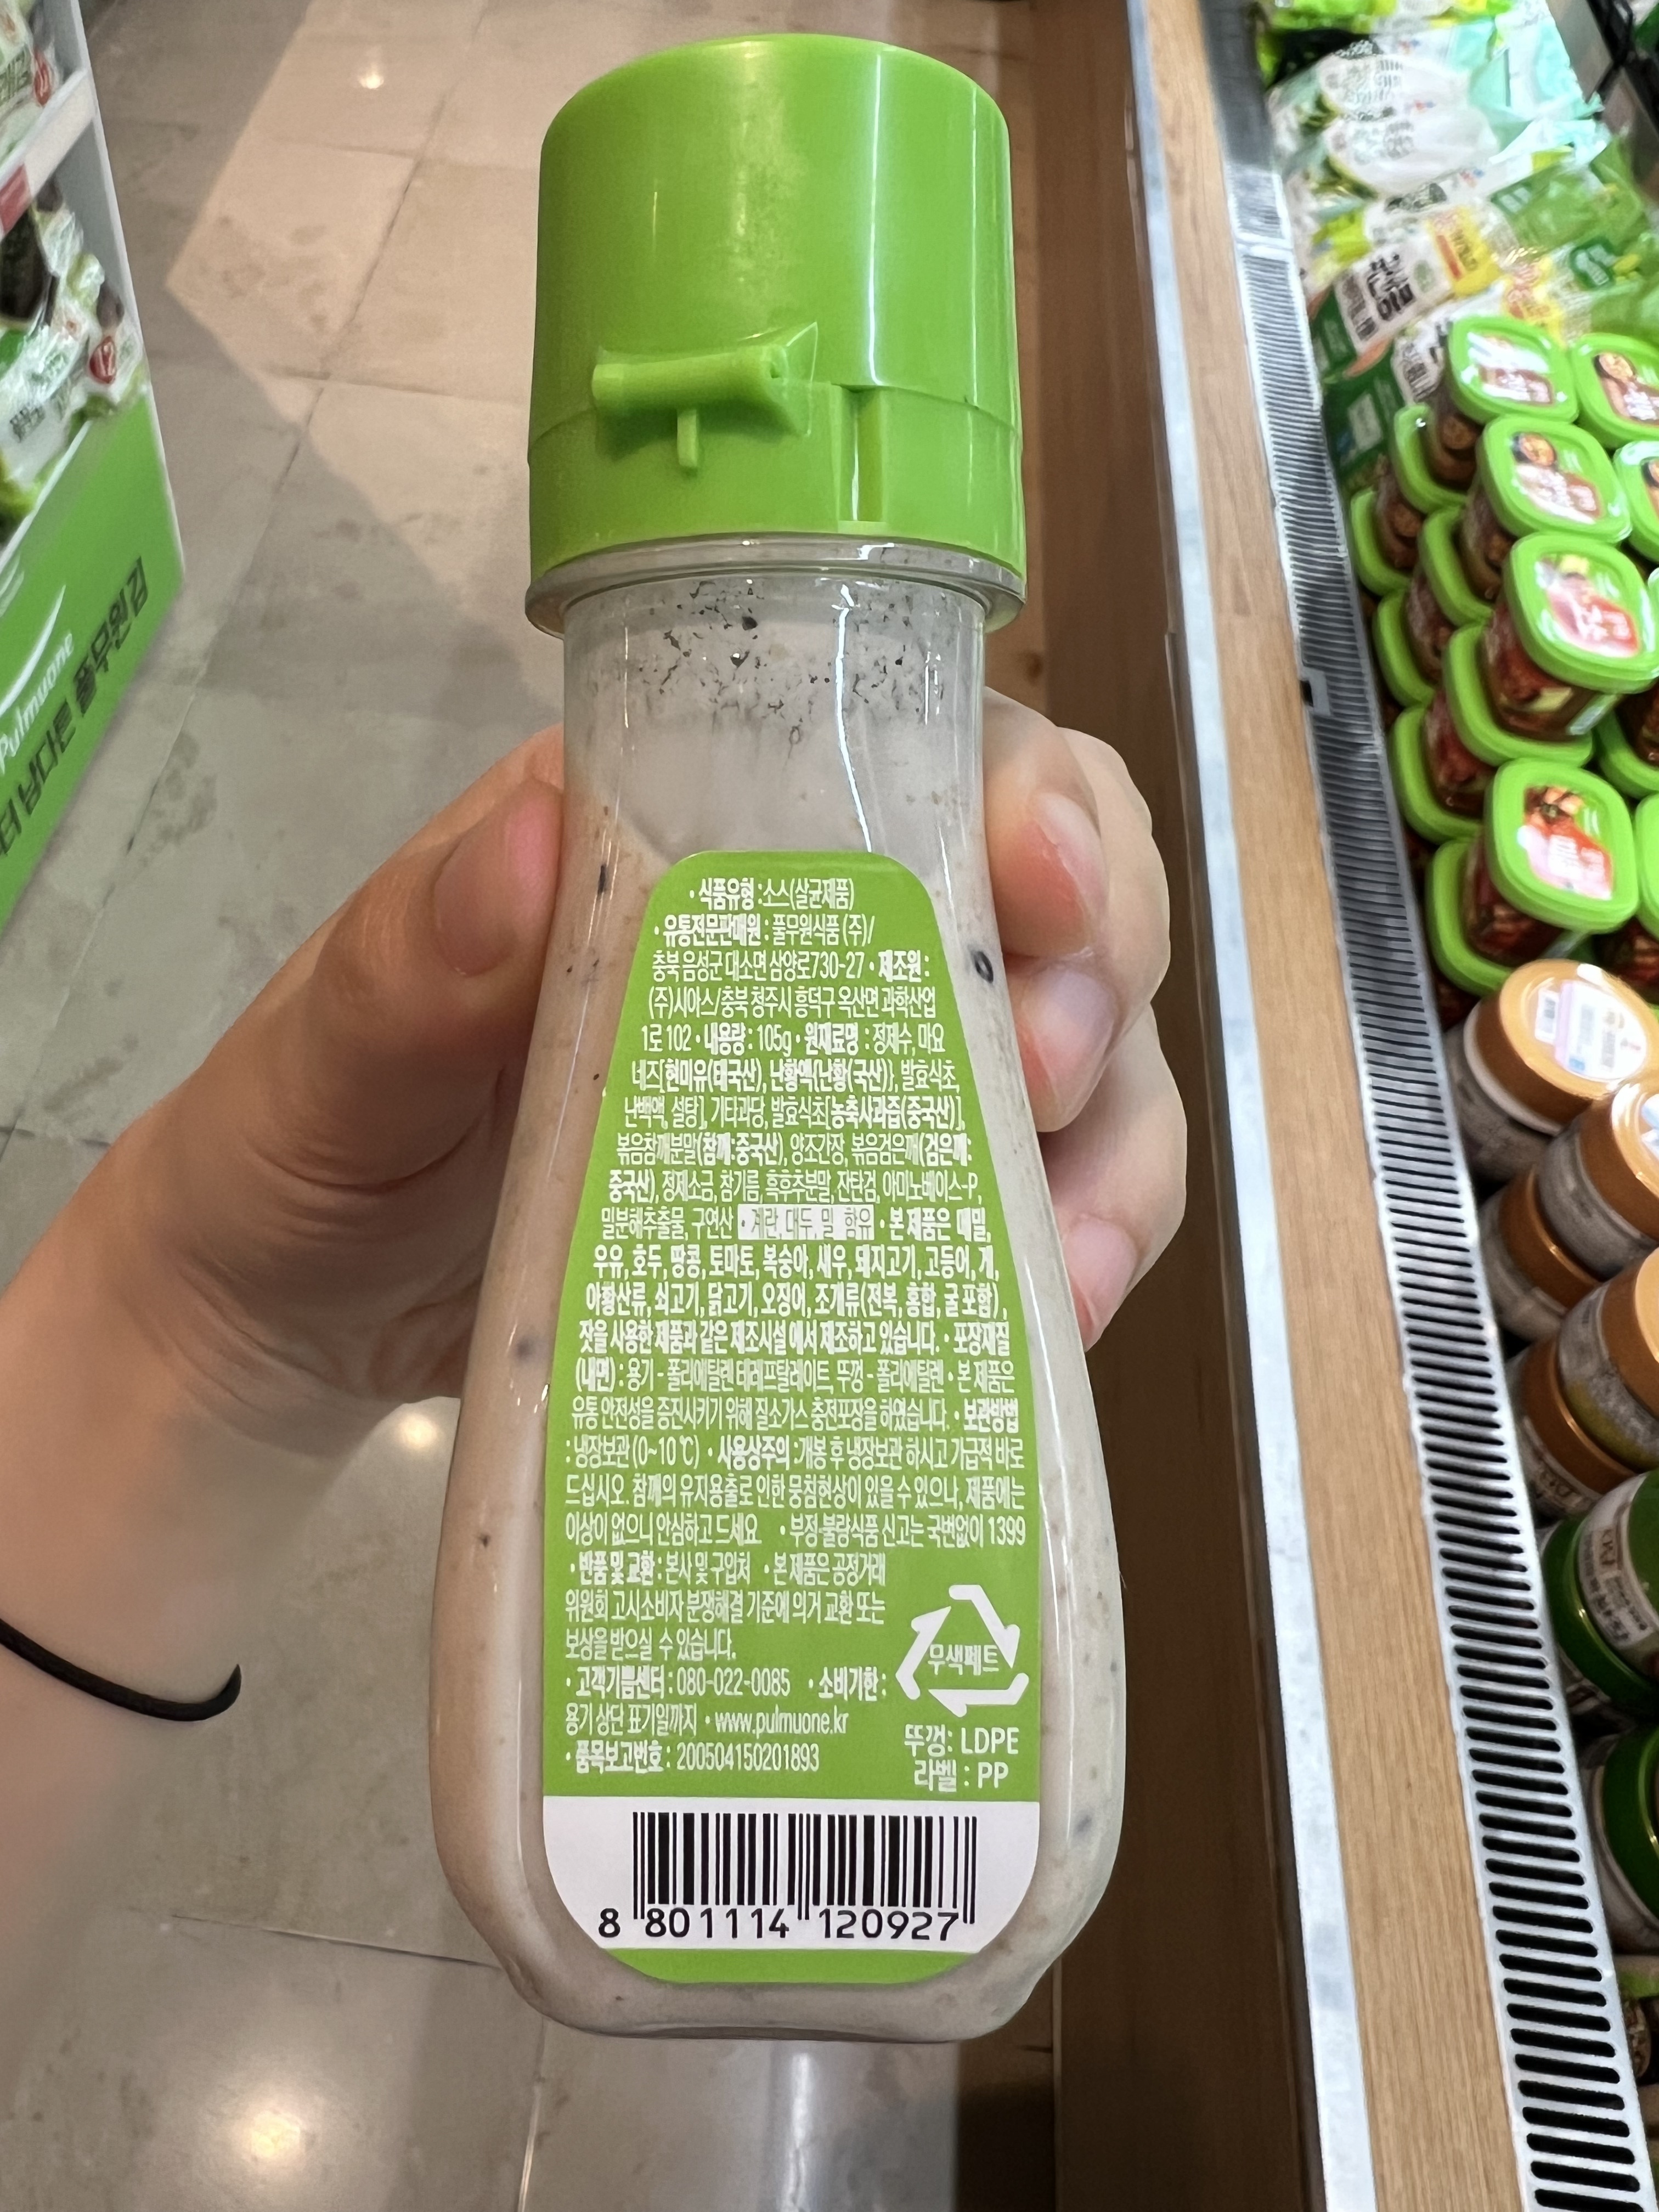 • 식품유형 : 소스(살균제품)
• 유통전문판매원 : 풀무원식품 (주)/
충북 음성군 대소면 삼양로730-27 • 제조원 :
(주)시아스/충북 청주시 흥덕구 옥산면 과학산업
1로 102 • 내용량 : 105g • 원재료명 : 정제수, 마요
네즈[현미유(태국산), 난황액{난황(국산)}, 발효식초,
난백액, 설탕], 기타과당, 발효식초[농축사과즙(중국산)],
볶음참깨분말(참깨:중국산), 양조간장, 볶음검은깨(검은깨:
중국산), 정제소금, 참기름, 흑후추분말, 잔탄검, 아미노베이스-P,
밀분해추출물, 구연산 • 계란, 대두, 밀 함유 • 본 제품은 메밀,
우유, 호두, 땅콩, 토마토, 복숭아, 새우, 돼지고기, 고등어, 게,
아황산류, 쇠고기, 닭고기, 오징어, 조개류(전복, 홍합, 굴 포함),
잣을 사용한 제품과 같은 제조시설에서 제조하고 있습니다. • 포장재질
(내면) : 용기 - 폴리에틸렌테레프탈레이트, 뚜껑 - 폴리에틸렌 • 본 제품은
유통 안전성을 증진시키기 위해 질소가스 충전포장을 하였습니다. • 보관방법
: 냉장보관 (0~10℃) • 사용상주의 : 개봉 후 냉장보관 하시고 가급적 바로
드십시오. 참깨의 유지용출로 인한 뭉침현상이 있을 수 있으나, 제품에는
이상이 없으니 안심하고 드세요 • 부정·불량식품 신고는 국번없이 1399
• 반품 및 교환 : 본사 및 구입처 • 본 제품은 공정거래
위원회 고시소비자 분쟁해결 기준에 의거 교환 또는
보상을 받으실 수 있습니다.
• 고객기쁨센터 : 080-022-0085 • 소비기한 :
용기 상단 표기일까지 • www.pulmuone.kr
• 품목보고번호 : 200504150201893
무색페트
뚜껑: LDPE
라벨 : PP
8 801114 120927
Pulmuone
남다른 풀무원 김